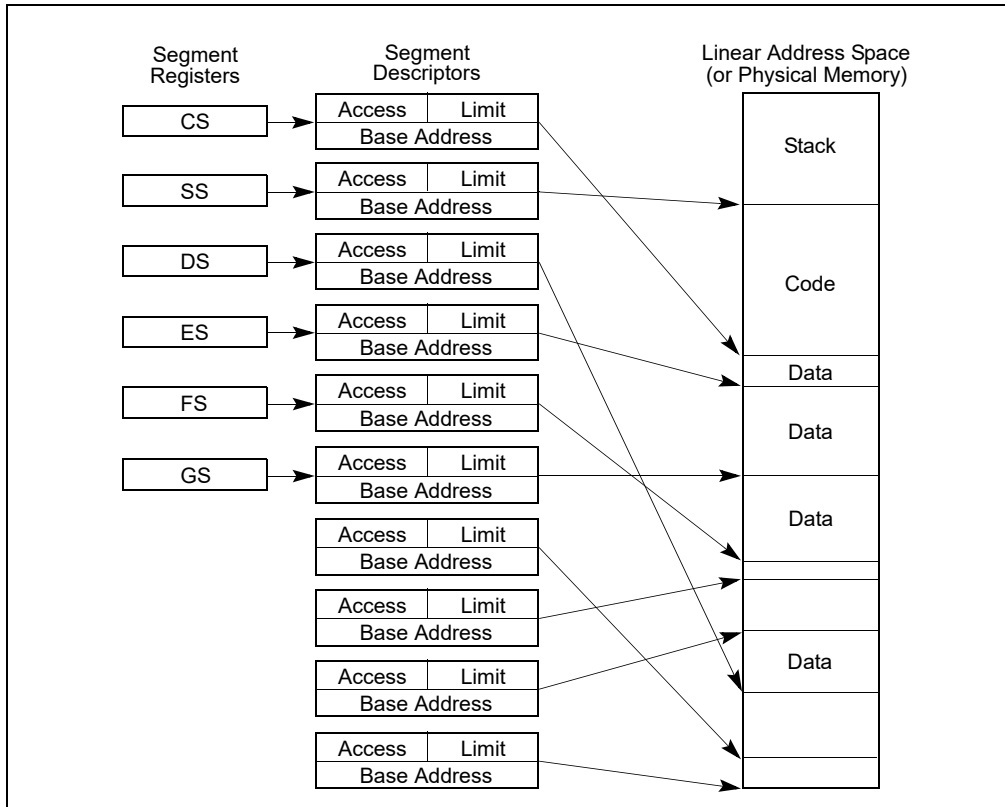 Segment
Registers
Segment
Descriptors
Linear Address Space
(or Physical Memory)
CS
Access Limit
Base Address
Stack
SS
Access Limit
Base Address
DS
Access Limit
Base Address
Code
ES
Access Limit
Base Address
Data
FS
Access Limit
Base Address
Data
GS
Access Limit
Base Address
Data
Access Limit
Base Address
Access Limit
Base Address
Access Limit
Base Address
Data
Access Limit
Base Address